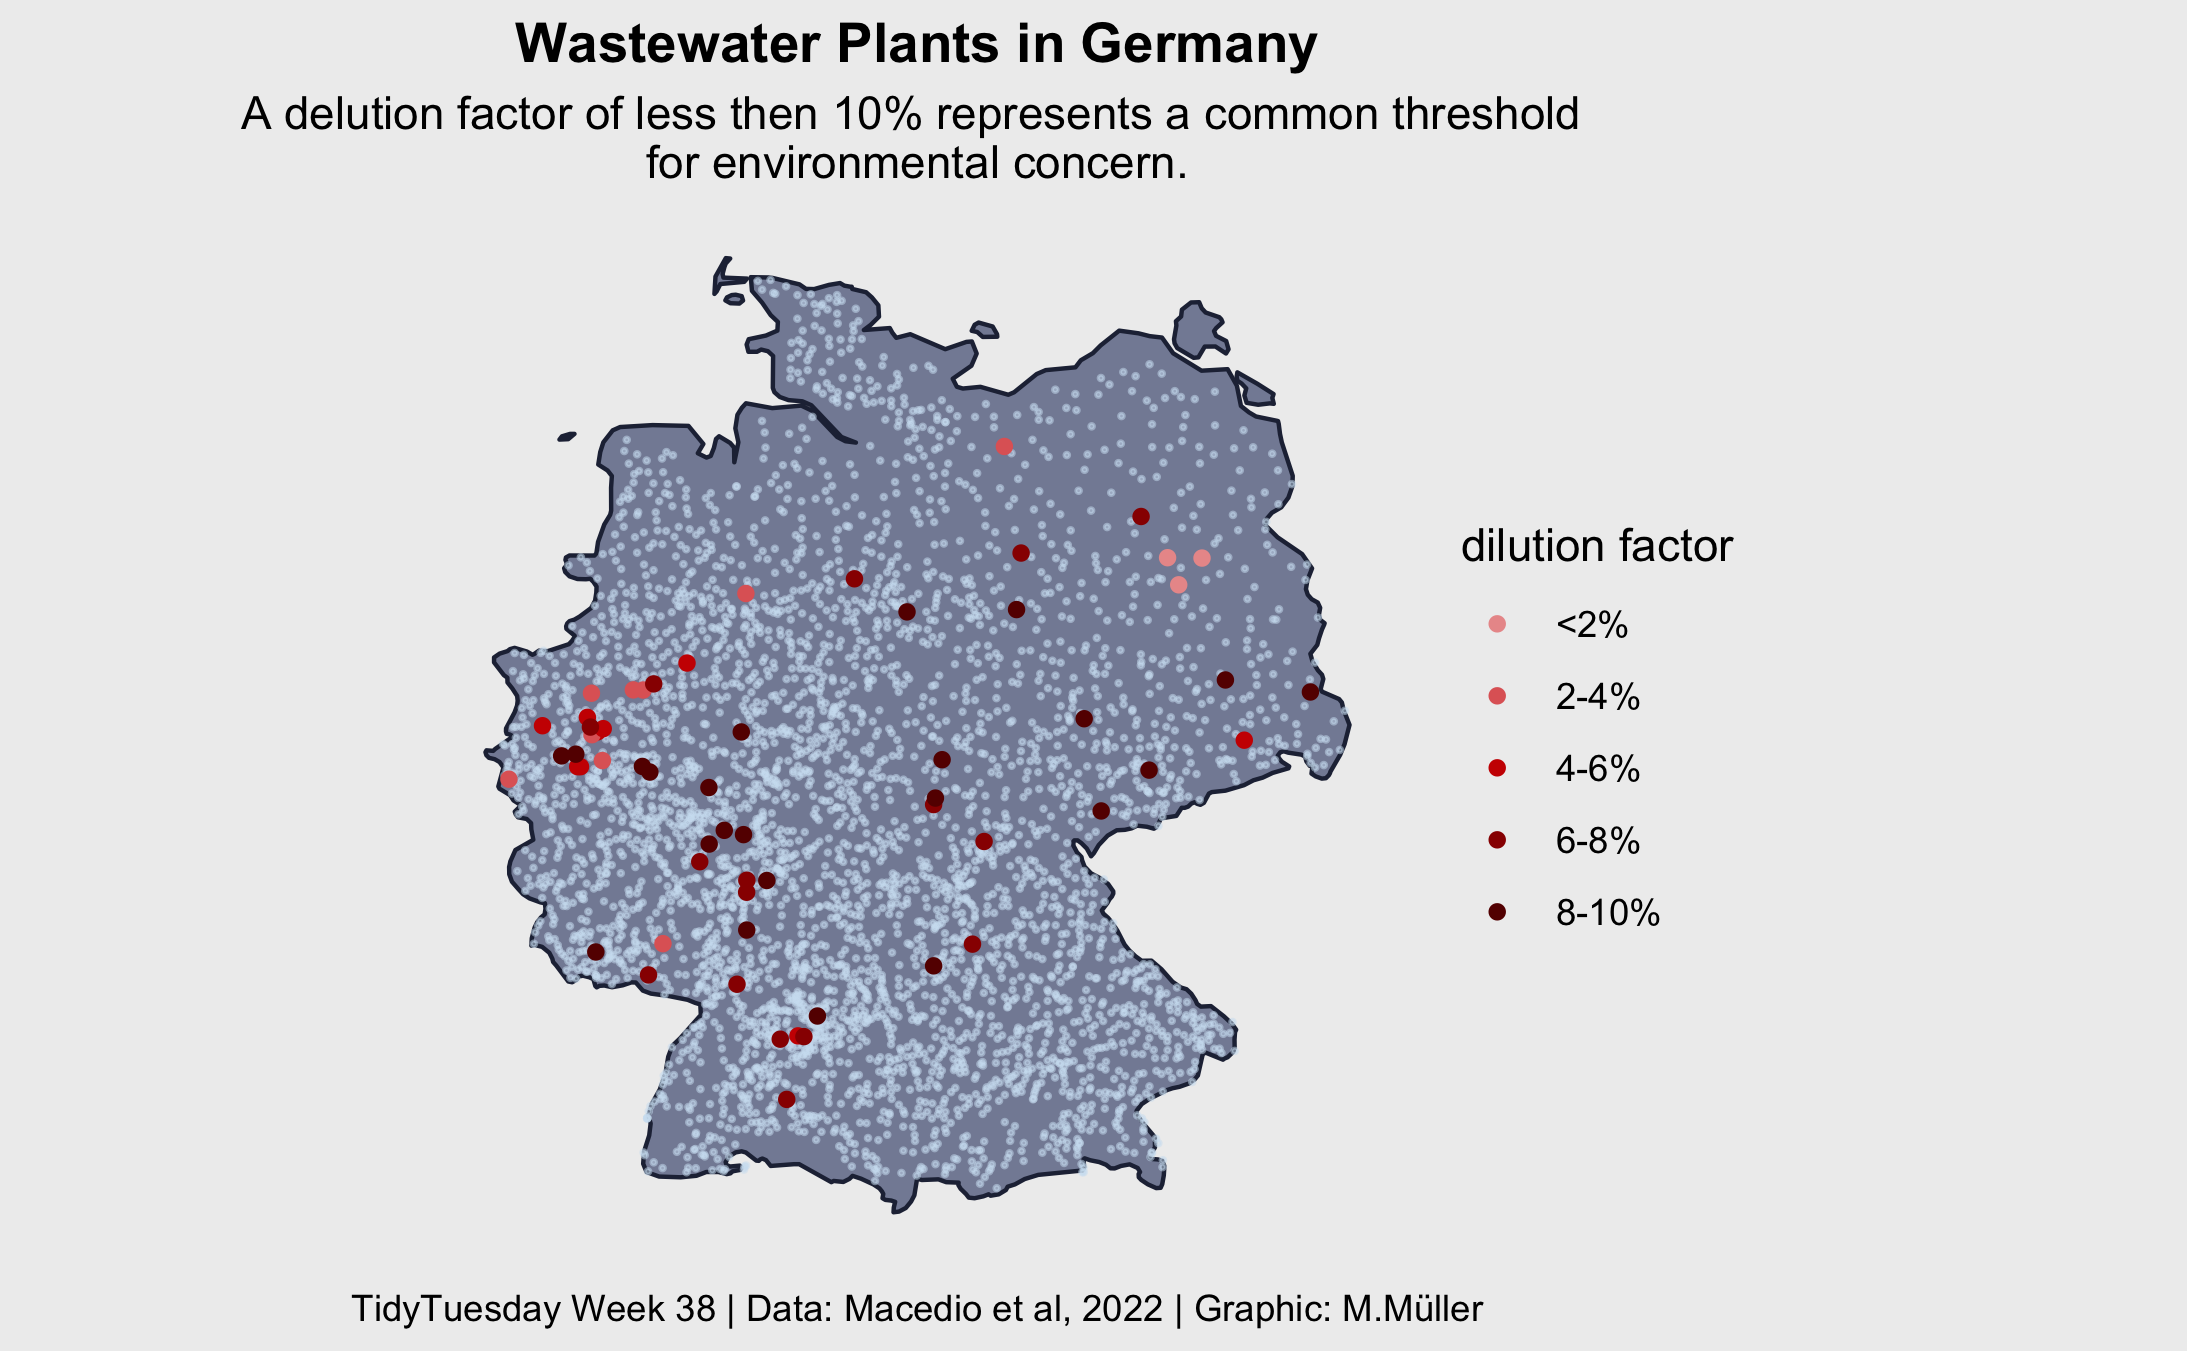 Wastewater Plants in Germany
A delution factor of less then 10% represents a common threshold
for environmental concern.
dilution factor
<2%
2-4%
4-6%
6-8%
8-10%
TidyTuesday Week 38 | Data: Macedio et al, 2022 | Graphic: M.Müller